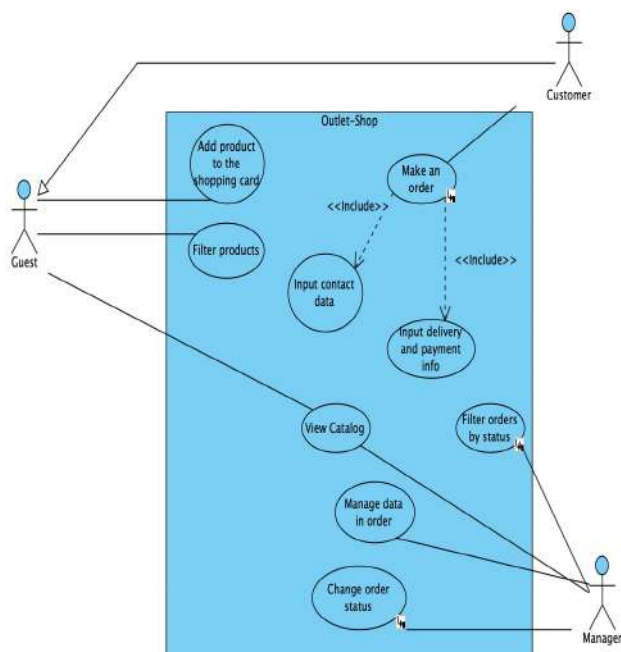 Customer
Outlet-Shop
Add product
to the
shopping card
Make an
order
<<Include>>
Guest
Filter products
<<Include>>
Input contact
data
Input delivery
and payment
info
View Catalog
Filter orders
by status
Manage data
in order
Change order
status
Manager